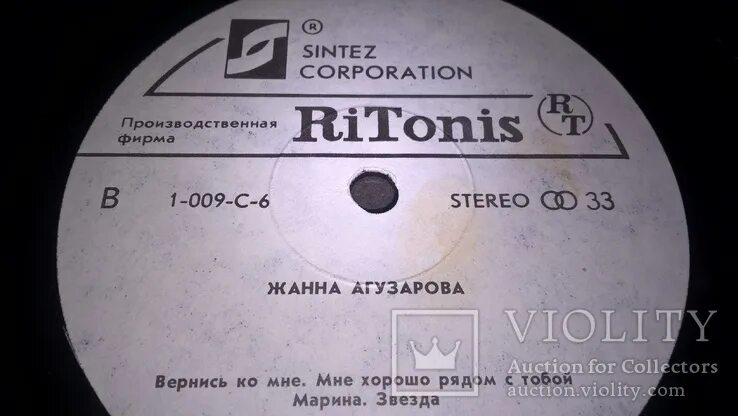 ®
SINTEZ
CORPORATION
Производственная
фирма
RiTonis
RT
B
1-009-C-6
STEREO
33
ЖАННА АГУЗАРОВА
Вернись ко мне. Мне хорошо рядом с тобой
Марина. Звезда
VIOLITY
Auction for Collectors
auction.violity.com